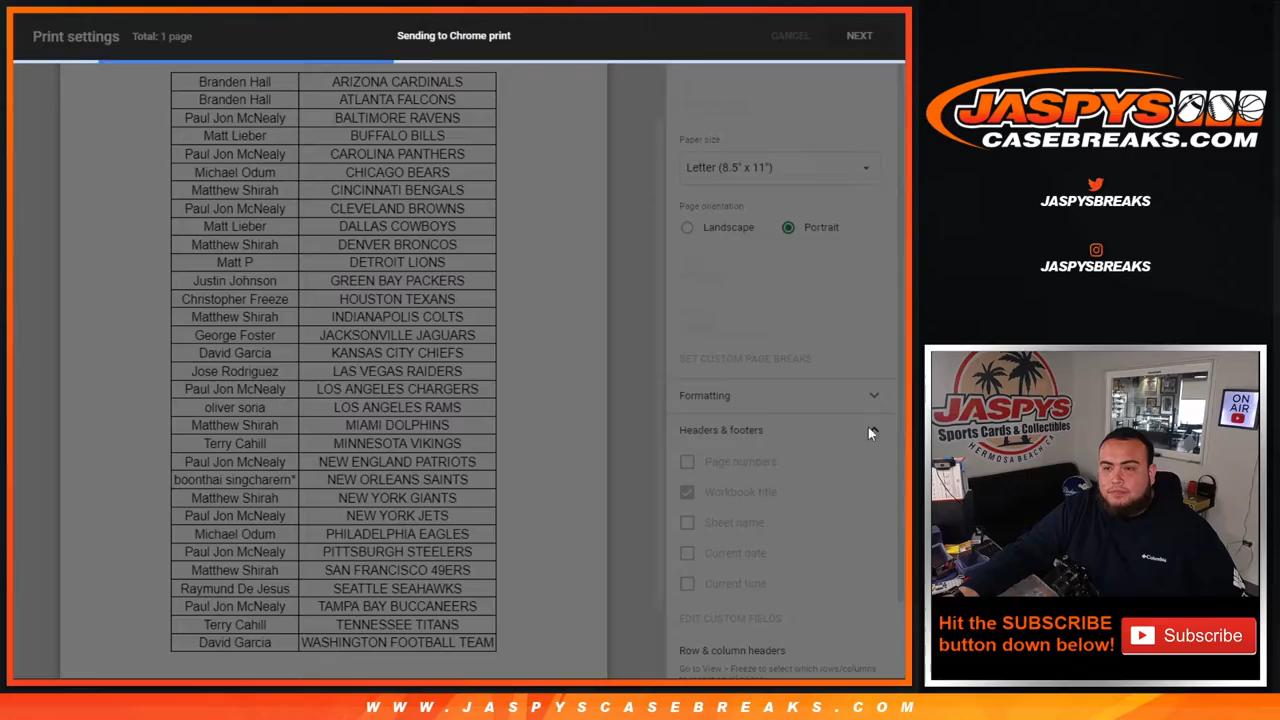 Print settings Total: 1 page Sending to Chrome print CANCEL NEXT
Branden Hall ARIZONA CARDINALS
Branden Hall ATLANTA FALCONS
Paul Jon McNealy BALTIMORE RAVENS
Matt Lieber BUFFALO BILLS
Paul Jon McNealy CAROLINA PANTHERS
Michael Odum CHICAGO BEARS
Matthew Shirah CINCINNATI BENGALS
Paul Jon McNealy CLEVELAND BROWNS
Matt Lieber DALLAS COWBOYS
Matthew Shirah DENVER BRONCOS
Matt P DETROIT LIONS
Justin Johnson GREEN BAY PACKERS
Christopher Freeze HOUSTON TEXANS
Matthew Shirah INDIANAPOLIS COLTS
George Foster JACKSONVILLE JAGUARS
David Garcia KANSAS CITY CHIEFS
Jose Rodriguez LAS VEGAS RAIDERS
Paul Jon McNealy LOS ANGELES CHARGERS
oliver soria LOS ANGELES RAMS
Matthew Shirah MIAMI DOLPHINS
Terry Cahill MINNESOTA VIKINGS
Paul Jon McNealy NEW ENGLAND PATRIOTS
boonthai singcharern* NEW ORLEANS SAINTS
Matthew Shirah NEW YORK GIANTS
Paul Jon McNealy NEW YORK JETS
Michael Odum PHILADELPHIA EAGLES
Paul Jon McNealy PITTSBURGH STEELERS
Matthew Shirah SAN FRANCISCO 49ERS
Raymund De Jesus SEATTLE SEAHAWKS
Paul Jon McNealy TAMPA BAY BUCCANEERS
Terry Cahill TENNESSEE TITANS
David Garcia WASHINGTON FOOTBALL TEAM
Paper size
Letter (8.5" x 11")
Page orientation
Landscape Portrait
SET CUSTOM PAGE BREAKS
Formatting
Headers & footers
Page numbers
Workbook title
Sheet name
Current date
Current time
EDIT CUSTOM FIELDS
Row & column headers
Go to View > Freeze to select which rows/columns
JASPYS
CASEBREAKS.COM
JASPYSBREAKS
JASPYSBREAKS
JASPYS
Sports Cards & Collectibles
HERMOSA BEACH, CA
ON
AIR
Columbia
Hit the SUBSCRIBE
button down below!
Subscribe
WWW.JASPYSCASEBREAKS.COM